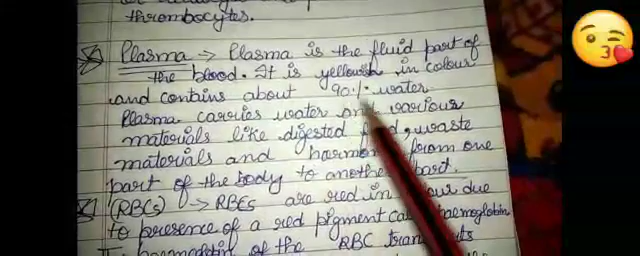 thrombocytes.
Plasma → Plasma is the fluid part of
the blood. It is yellowish in colour
and contains about 90% water
Plasma carries water and various
materials like digested food, waste
materials and harmon from one
part of the body to another part.
(RBCs) → RBCs are red in colour due
to presence of a red pigment called haemoglobin
of the RBC